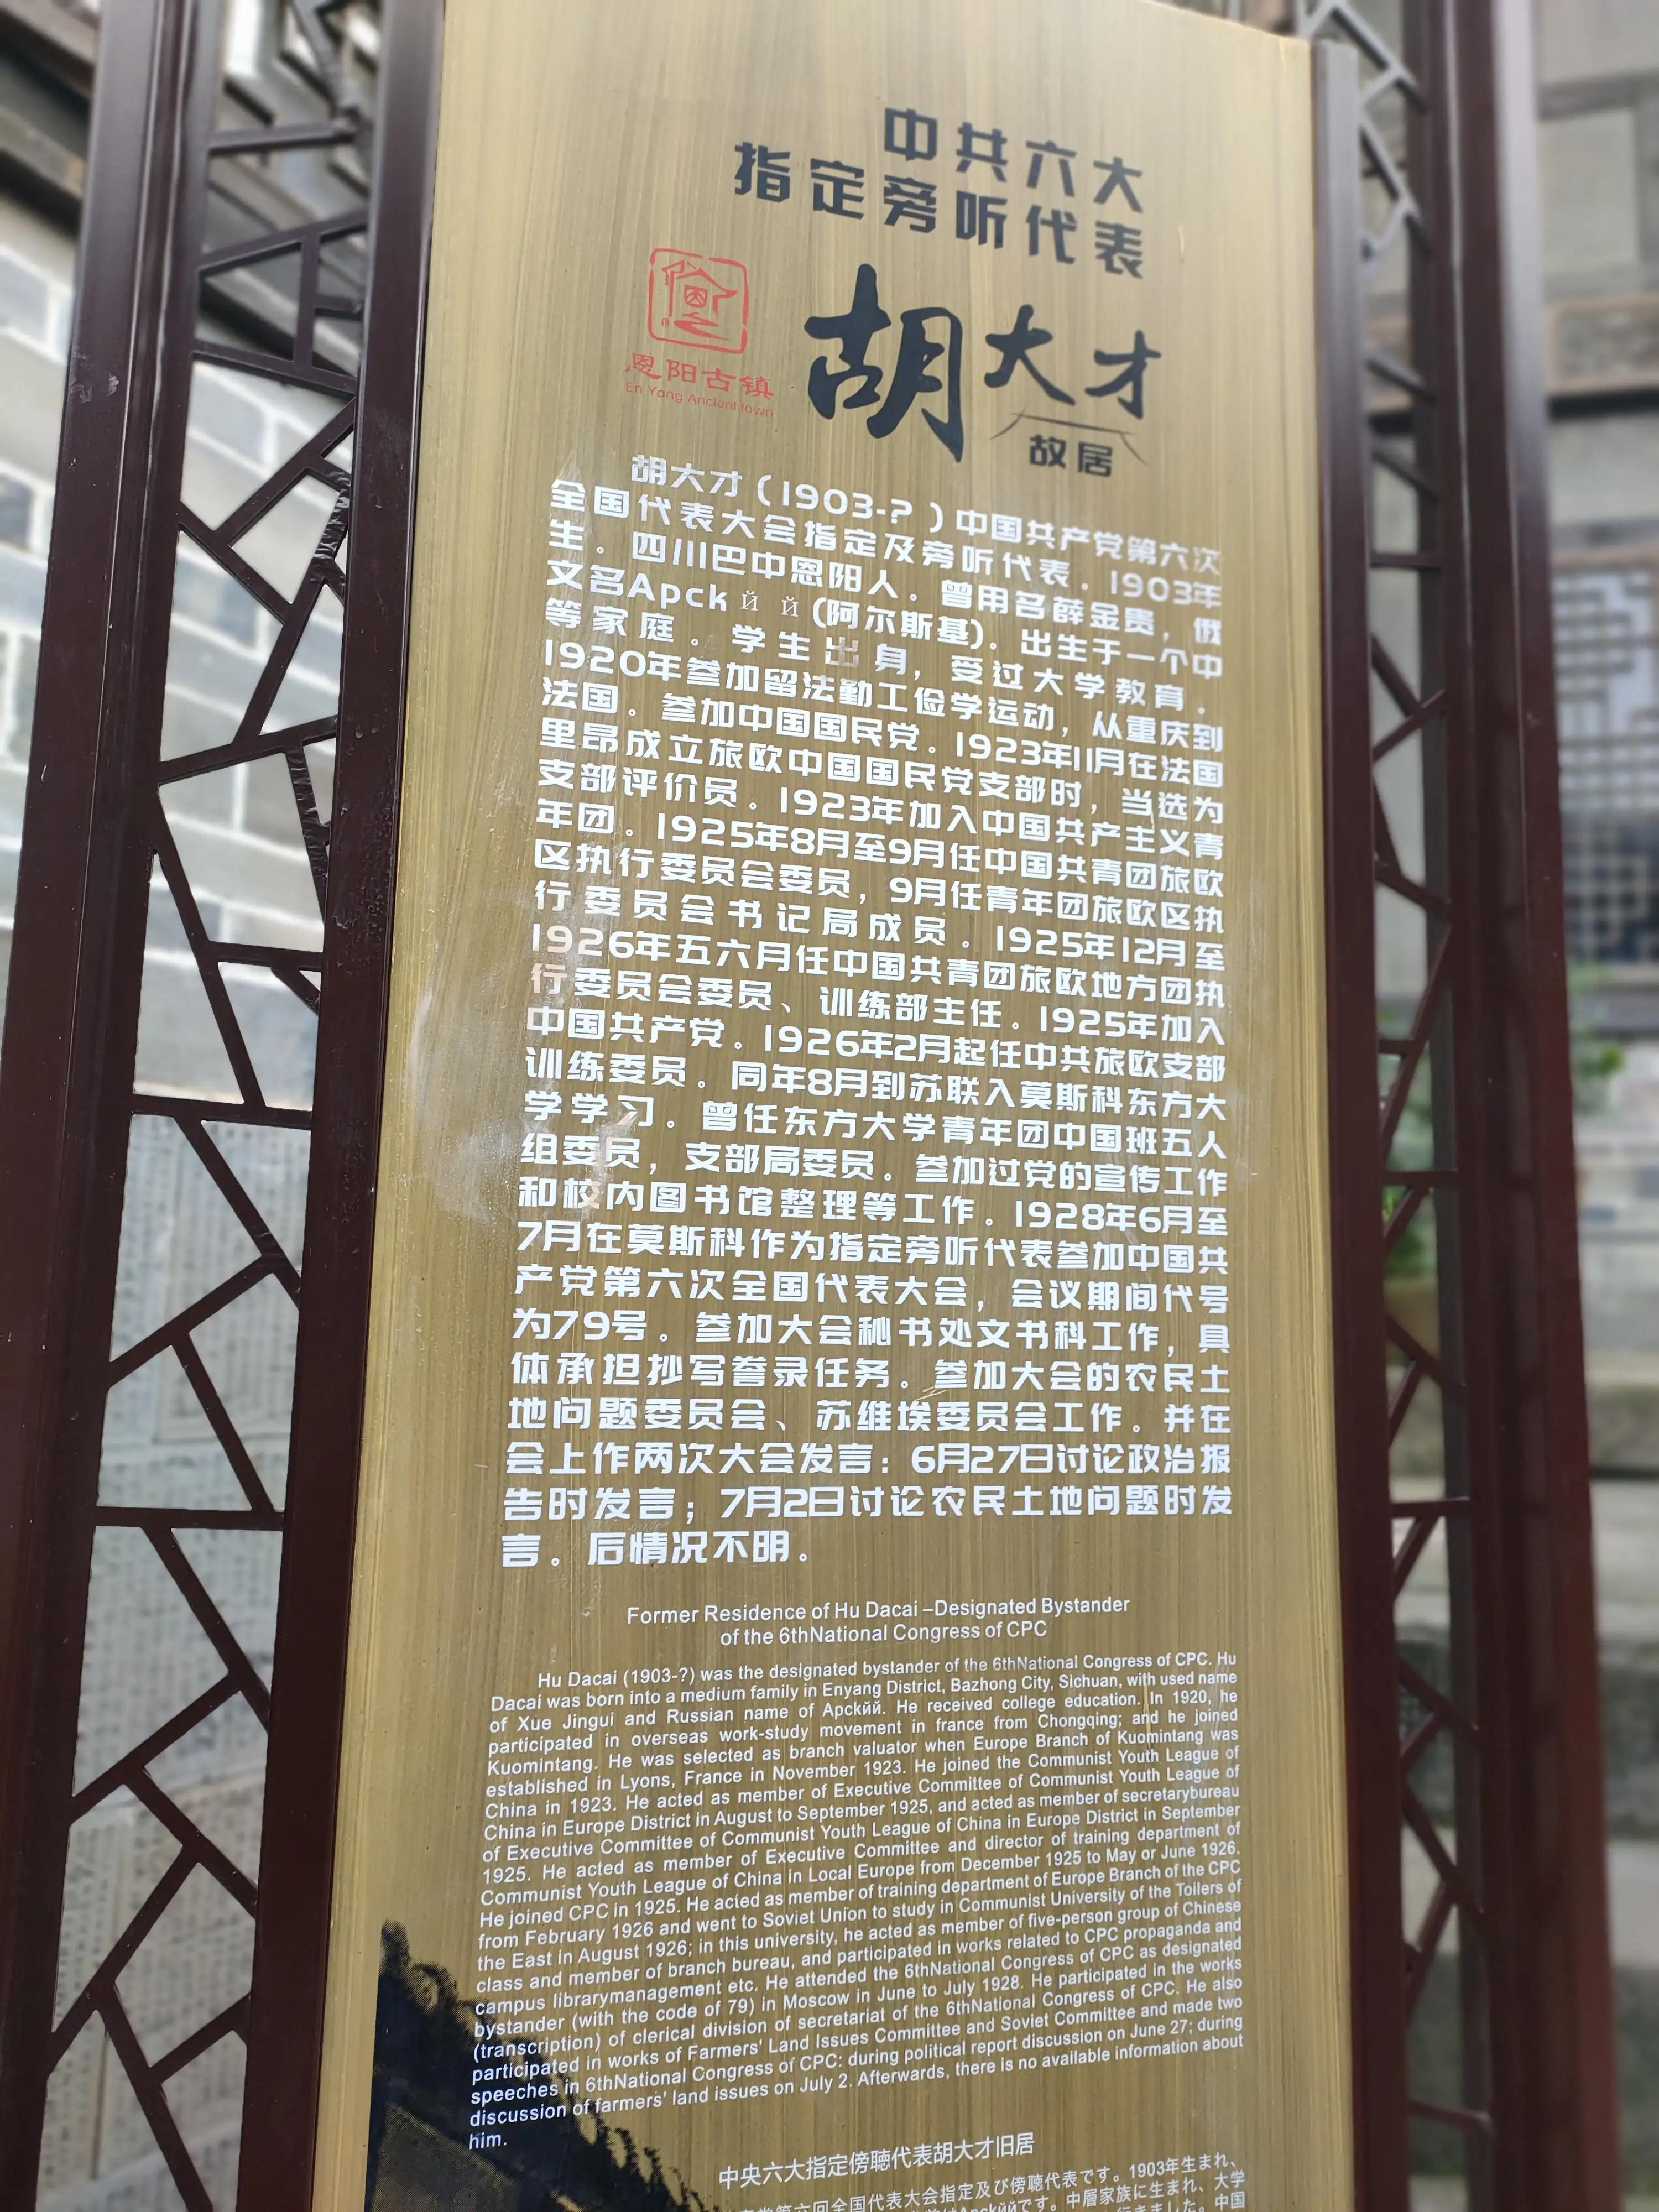 中共六大
指定旁听代表
恩阳古镇
En Yang Ancient town
胡大才
故居
胡大才（1903-？）中国共产党第六次
全国代表大会指定及旁听代表。1903年
生。四川巴中恩阳人。曾用名薛金贵，俄
文名Арскй й(阿尔斯基)。出生于一个中
等家庭。学生出身，受过大学教育。
1920年参加留法勤工俭学运动，从重庆到
法国。参加中国国民党。1923年11月在法国
里昂成立旅欧中国国民党支部时，当选为
支部评价员。1923年加入中国共产主义青
年团。1925年8月至9月任中国共青团旅欧
区执行委员会委员，9月任青年团旅欧区执
行委员会书记局成员。1925年12月至
1926年五六月任中国共青团旅欧地方团执
行委员会委员、训练部主任。1925年加入
中国共产党。1926年2月起任中共旅欧支部
训练委员。同年8月到苏联入莫斯科东方大
学学习。曾任东方大学青年团中国班五人
组委员，支部局委员。参加过党的宣传工作
和校内图书馆整理等工作。1928年6月至
7月在莫斯科作为指定旁听代表参加中国共
产党第六次全国代表大会，会议期间代号
为79号。参加大会秘书处文书科工作，具
体承担抄写誊录任务。参加大会的农民土
地问题委员会、苏维埃委员会工作。并在
会上作两次大会发言：6月27日讨论政治报
告时发言；7月2日讨论农民土地问题时发
言。后情况不明。
Former Residence of Hu Dacai –Designated Bystander
of the 6thNational Congress of CPC
Hu Dacai (1903-?) was the designated bystander of the 6thNational Congress of CPC. Hu
Dacai was born into a medium family in Enyang District, Bazhong City, Sichuan, with used name
of Xue Jingui and Russian name of Арскйй. He received college education. In 1920, he
participated in overseas work-study movement in france from Chongqing; and he joined
Kuomintang. He was selected as branch valuator when Europe Branch of Kuomintang was
established in Lyons, France in November 1923. He joined the Communist Youth League of
China in 1923. He acted as member of Executive Committee of Communist Youth League of
China in Europe District in August to September 1925, and acted as member of secretarybureau
of Executive Committee of Communist Youth League of China in Europe District in September
1925. He acted as member of Executive Committee and director of training department of
Communist Youth League of China in Local Europe from December 1925 to May or June 1926.
He joined CPC in 1925. He acted as member of training department of Europe Branch of the CPC
from February 1926 and went to Soviet Union to study in Communist University of the Toilers of
the East in August 1926; in this university, he acted as member of five-person group of Chinese
class and member of branch bureau, and participated in works related to CPC propaganda and
campus librarymanagement etc. He attended the 6thNational Congress of CPC as designated
bystander (with the code of 79) in Moscow in June to July 1928. He participated in the works
(transcription) of clerical division of secretariat of the 6thNational Congress of CPC. He also
participated in works of Farmers' Land Issues Committee and Soviet Committee and made two
speeches in 6thNational Congress of CPC: during political report discussion on June 27; during
discussion of farmers' land issues on July 2. Afterwards, there is no available information about
him.
中央六大指定傍聴代表胡大才旧居
第六回全国代表大会指定及び傍聴代表です。1903年生まれ、
Арскййです。中層家族に生まれ、大学
行きました。中国